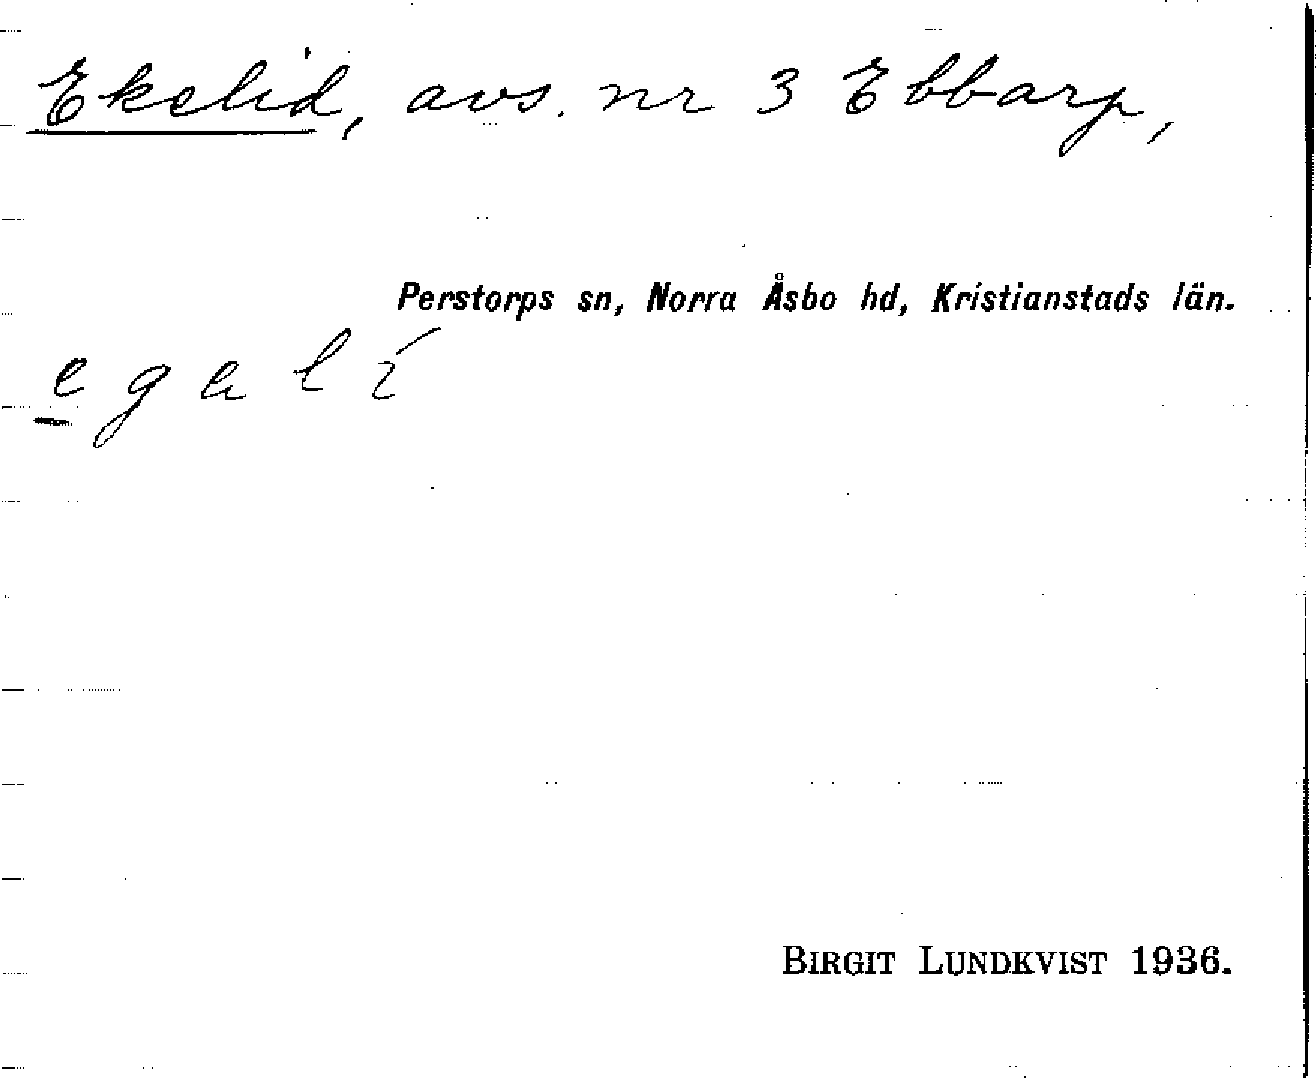 Ekelid, avs. nr 3 Ebbarp,
Perstorps sn, Norra Åsbo hd, Kristianstads län.
e g a l í
BIRGIT LUNDKVIST 1936.